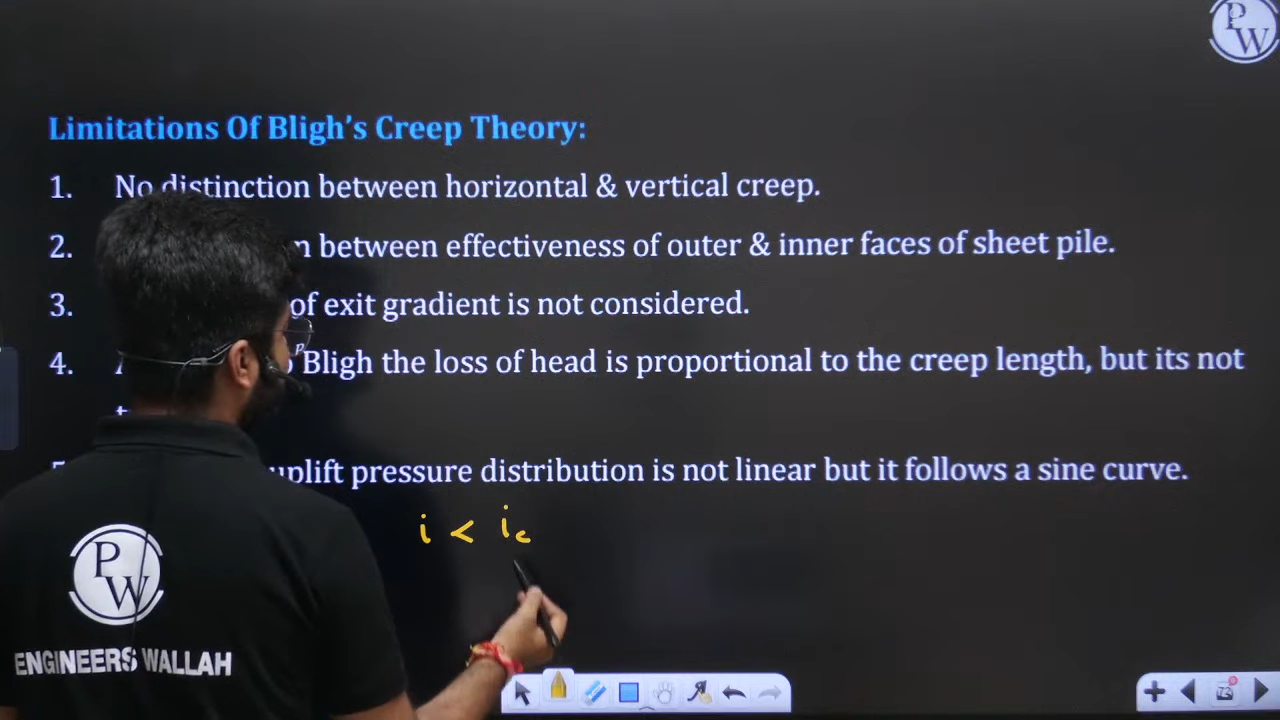 PW
Limitations Of Bligh's Creep Theory:
1. No distinction between horizontal & vertical creep.
2. between effectiveness of outer & inner faces of sheet pile.
3. of exit gradient is not considered.
4. Bligh the loss of head is proportional to the creep length, but its not
uplift pressure distribution is not linear but it follows a sine curve.
i < ic
PW
ENGINEERS WALLAH
73